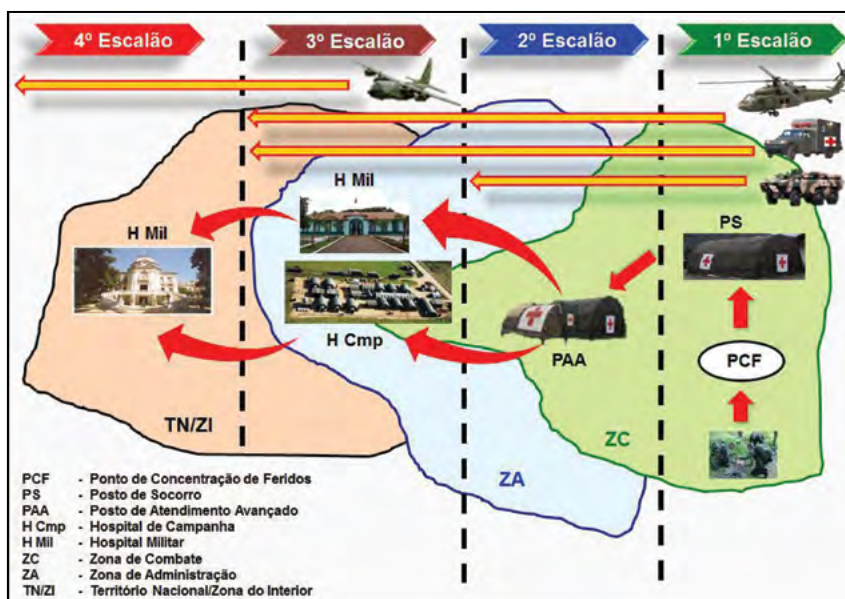 4º Escalão
3º Escalão
2º Escalão
1º Escalão
H Mil
H Mil
PS
H Cmp
PAA
PCF
TN/ZI
ZA
ZC
PCF - Ponto de Concentração de Feridos
PS - Posto de Socorro
PAA - Posto de Atendimento Avançado
H Cmp - Hospital de Campanha
H Mil - Hospital Militar
ZC - Zona de Combate
ZA - Zona de Administração
TN/ZI - Território Nacional/Zona do Interior